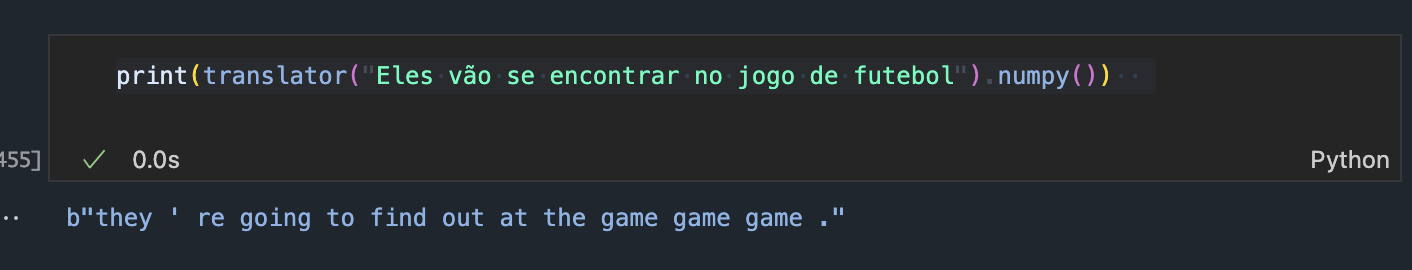 print(translator("Eles vão se encontrar no jogo de futebol").numpy())
455]
0.0s
Python
b"they ' re going to find out at the game game game ."